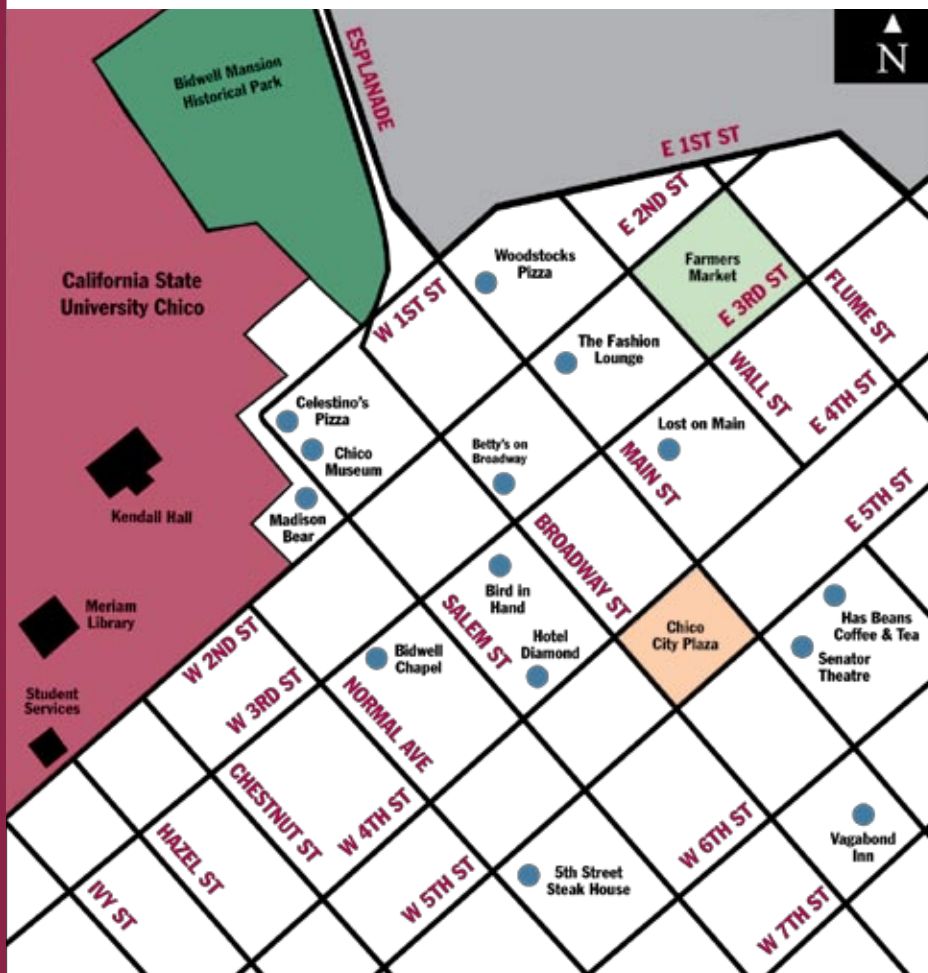 N
ESPLANADE
Bidwell Mansion
Historical Park
E 1ST ST
E 2ND ST
Woodstocks
Pizza
Farmers
Market
California State
University Chico
W 1ST ST
E 3RD ST
FLUME ST
The Fashion
Lounge
WALL ST
E 4TH ST
Celestino's
Pizza
Chico
Museum
Betty's on
Broadway
Lost on Main
MAIN ST
Kendall Hall
Madison
Bear
E 5TH ST
BROADWAY ST
Meriam
Library
Bird in
Hand
SALEM ST
Hotel
Diamond
Chico
City Plaza
Has Beans
Coffee & Tea
Senator
Theatre
W 2ND ST
Bidwell
Chapel
Student
Services
W 3RD ST
NORMAL AVE
CHESTNUT ST
W 4TH ST
W 6TH ST
HAZEL ST
Vagabond
Inn
IVY ST
W 5TH ST
5th Street
Steak House
W 7TH ST